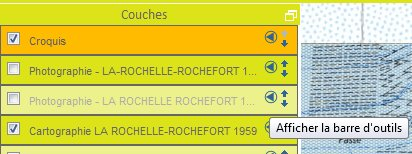 Couches
Croquis
Photographie - LA-ROCHELLE-ROCHEFORT 1...
Photographie - LA ROCHELLE ROCHEFORT 1...
Cartographie LA ROCHELLE-ROCHEFORT 1959
Afficher la barre d'outils
Passe